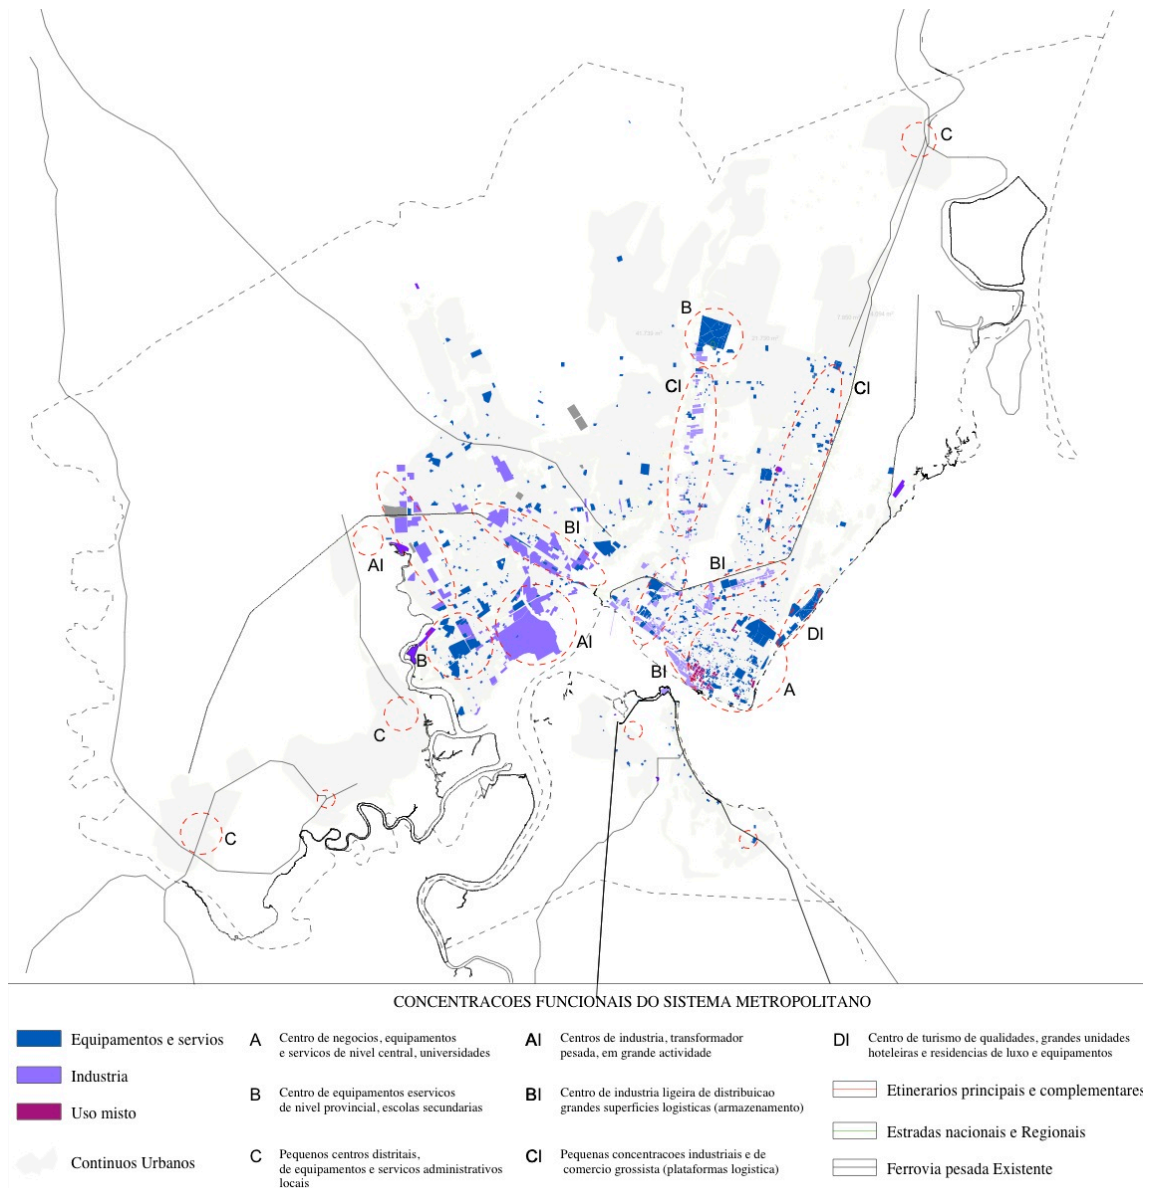 C
B
CI
CI
BI
AI
BI
DI
AI
B
BI
A
C
C
CONCENTRACOES FUNCIONAIS DO SISTEMA METROPOLITANO
Equipamentos e servios
Industria
Uso misto
Continuos Urbanos
A Centro de negocios, equipamentos
e servicos de nivel central, universidades
B Centro de equipamentos eservicos
de nivel provincial, escolas secundarias
C Pequenos centros distritais,
de equipamentos e servicos administrativos
locais
AI Centros de industria, transformador
pesada, em grande actividade
BI Centro de industria ligeira de distribuicao
grandes superficies logisticas (armazenamento)
CI Pequenas concentracoes industriais e de
comercio grossista (plataformas logistica)
DI Centro de turismo de qualidades, grandes unidades
hoteleiras e residencias de luxo e equipamentos
Etinerarios principais e complementares
Estradas nacionais e Regionais
Ferrovia pesada Existente